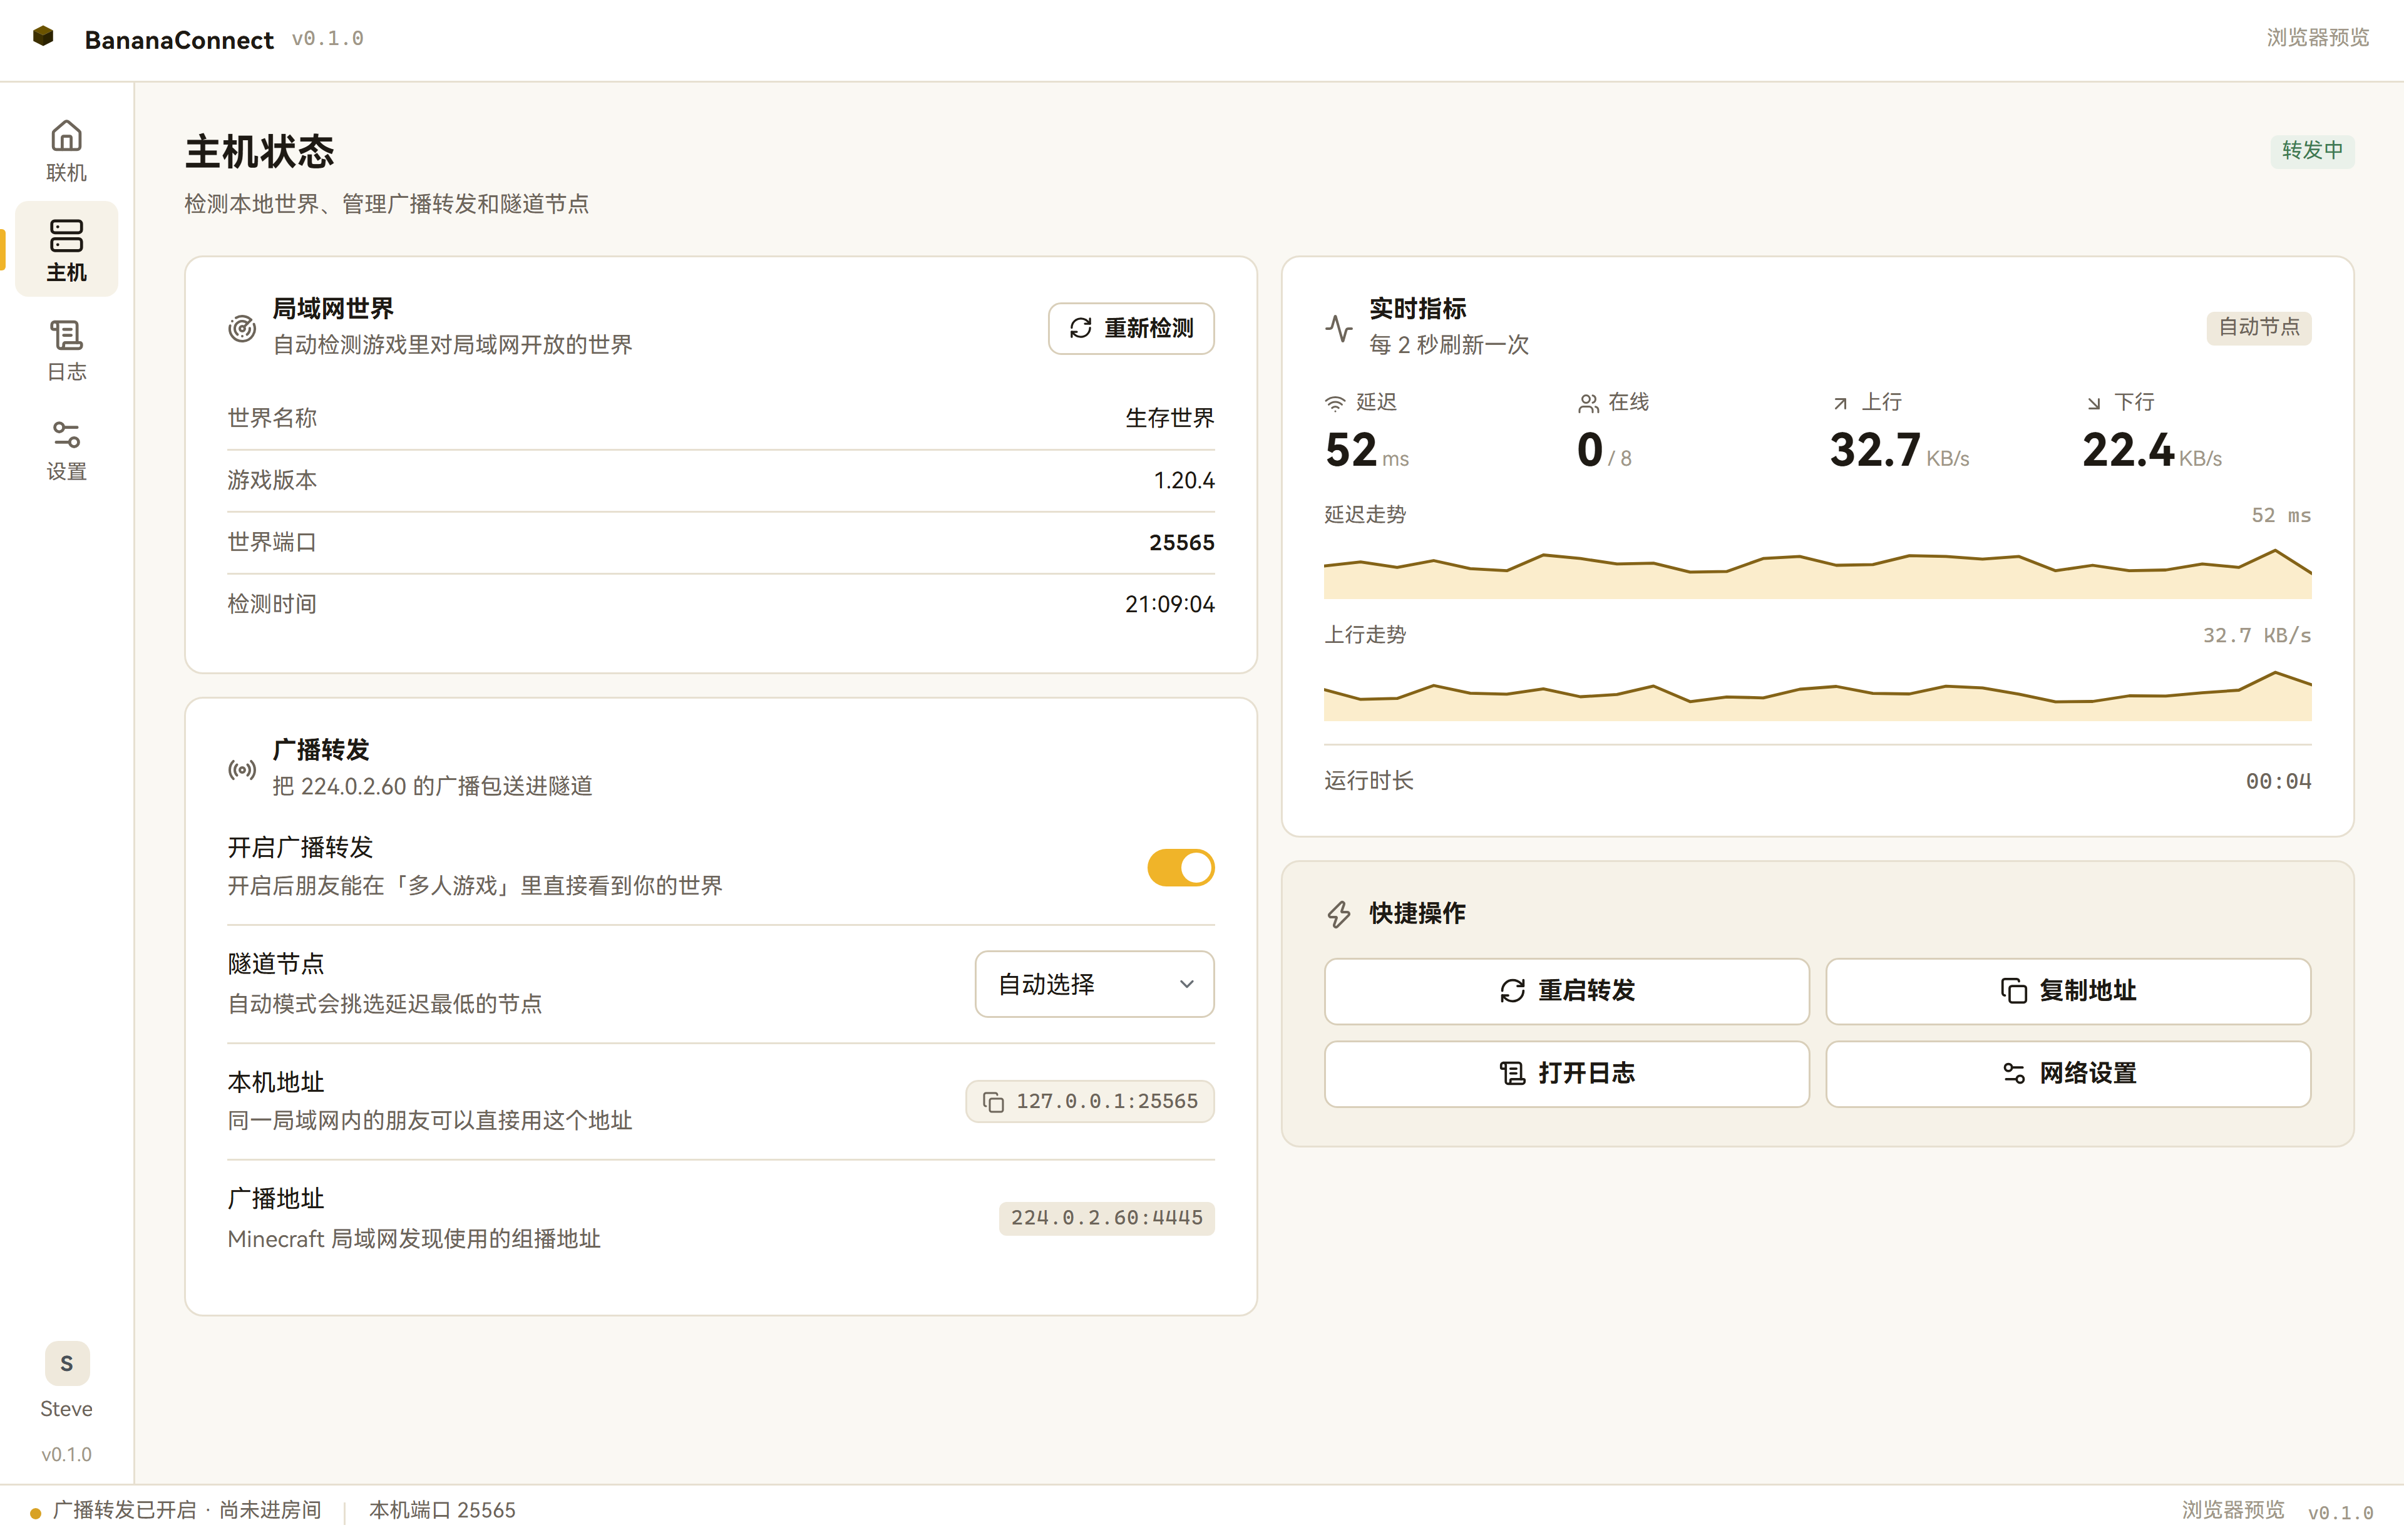 BananaConnect v0.1.0
浏览器预览
联机
主机
日志
设置
S
Steve
v0.1.0
主机状态
检测本地世界、管理广播转发和隧道节点
转发中
局域网世界
自动检测游戏里对局域网开放的世界
重新检测
世界名称 生存世界
游戏版本 1.20.4
世界端口 25565
检测时间 21:09:04
广播转发
把 224.0.2.60 的广播包送进隧道
开启广播转发
开启后朋友能在「多人游戏」里直接看到你的世界
隧道节点
自动模式会挑选延迟最低的节点
自动选择
本机地址
同一局域网内的朋友可以直接用这个地址
127.0.0.1:25565
广播地址
Minecraft 局域网发现使用的组播地址
224.0.2.60:4445
实时指标
每 2 秒刷新一次
自动节点
延迟 在线 上行 下行
52 ms 0 / 8 32.7 KB/s 22.4 KB/s
延迟走势 52 ms
上行走势 32.7 KB/s
运行时长 00:04
快捷操作
重启转发 复制地址
打开日志 网络设置
广播转发已开启 · 尚未进房间 本机端口 25565
浏览器预览 v0.1.0